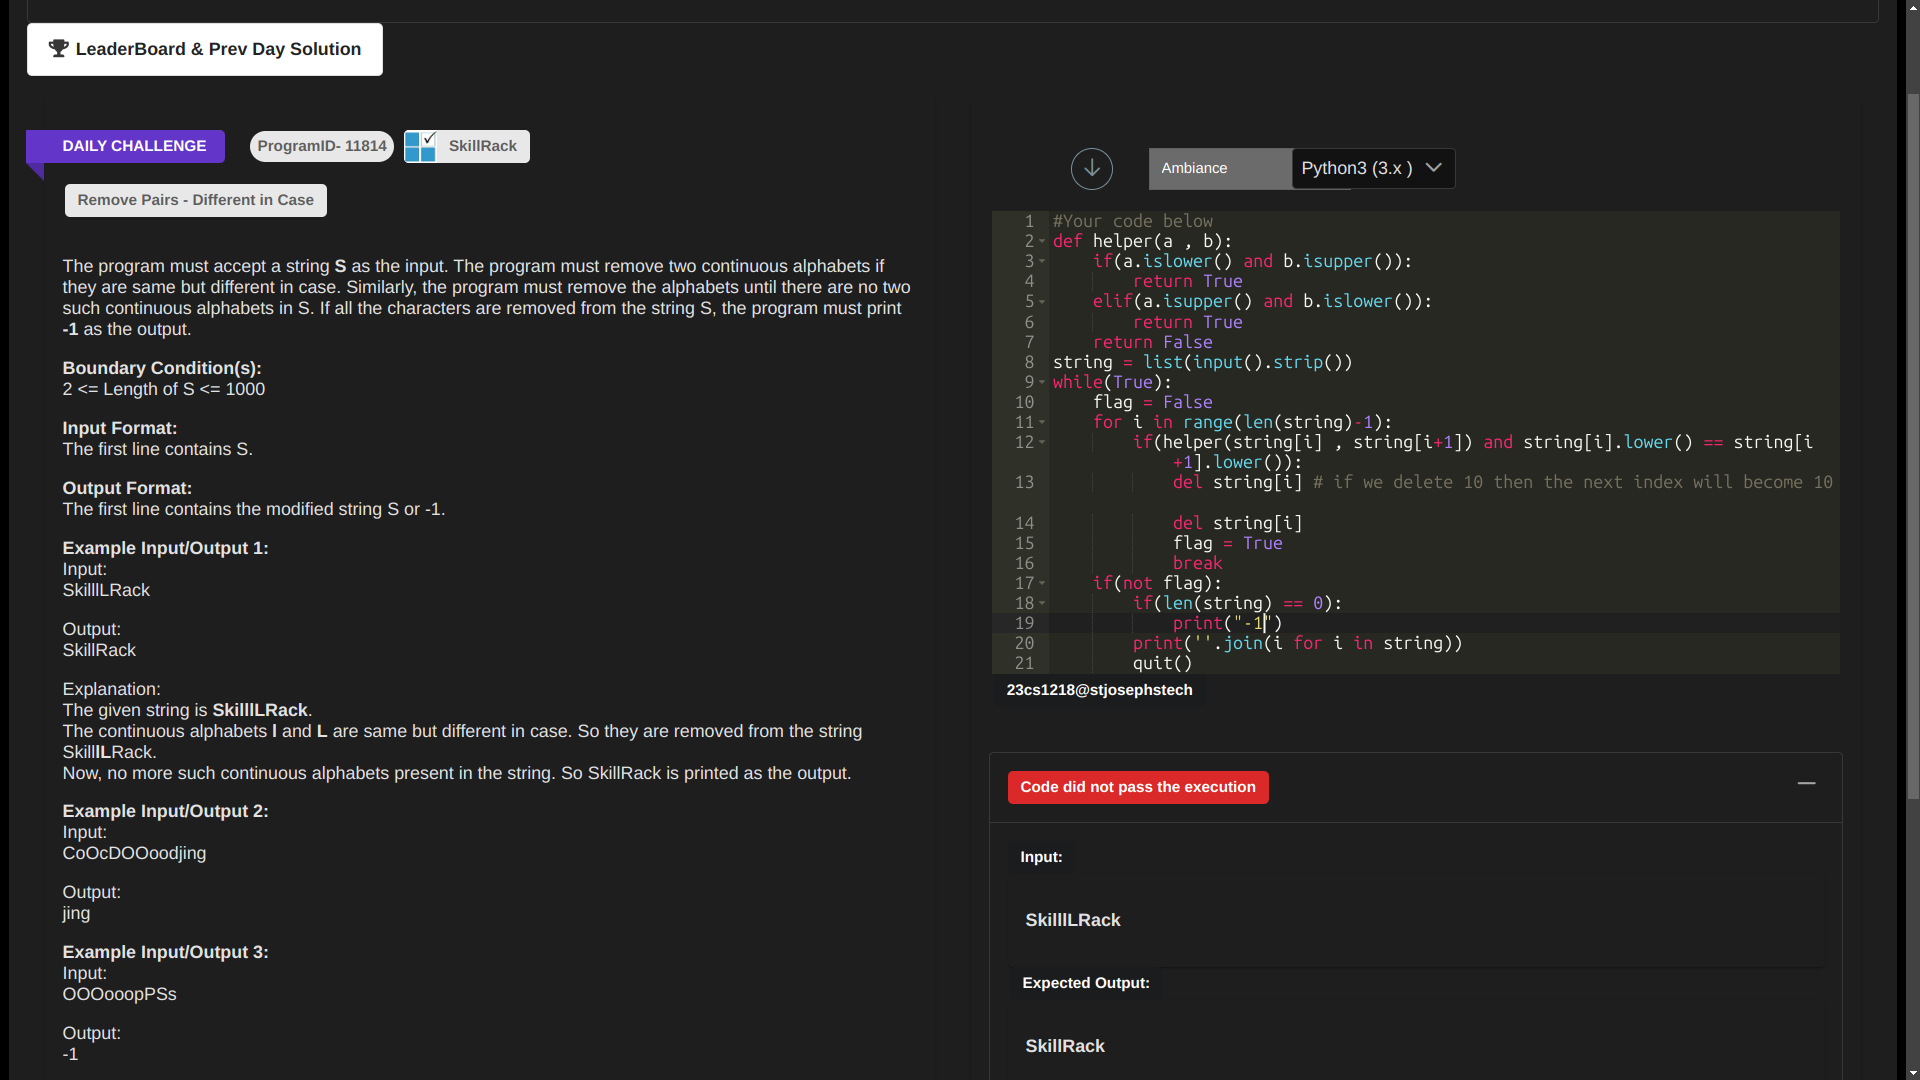 LeaderBoard & Prev Day Solution
DAILY CHALLENGE
ProgramID- 11814
SkillRack
Remove Pairs - Different in Case
The program must accept a string S as the input. The program must remove two continuous alphabets if
they are same but different in case. Similarly, the program must remove the alphabets until there are no two
such continuous alphabets in S. If all the characters are removed from the string S, the program must print
-1 as the output.
Boundary Condition(s):
2 <= Length of S <= 1000
Input Format:
The first line contains S.
Output Format:
The first line contains the modified string S or -1.
Example Input/Output 1:
Input:
SkilllLRack
Output:
SkillRack
Explanation:
The given string is SkilllLRack.
The continuous alphabets l and L are same but different in case. So they are removed from the string
SkilllLRack.
Now, no more such continuous alphabets present in the string. So SkillRack is printed as the output.
Example Input/Output 2:
Input:
CoOcDOOoodjing
Output:
jing
Example Input/Output 3:
Input:
OOOooopPSs
Output:
-1
Ambiance
Python3 (3.x )
1 #Your code below
2 def helper(a , b):
3 if(a.islower() and b.isupper()):
4 return True
5 elif(a.isupper() and b.islower()):
6 return True
7 return False
8 string = list(input().strip())
9 while(True):
10 flag = False
11 for i in range(len(string)-1):
12 if(helper(string[i] , string[i+1]) and string[i].lower() == string[i
+1].lower()):
13 del string[i] # if we delete 10 then the next index will become 10
14 del string[i]
15 flag = True
16 break
17 if(not flag):
18 if(len(string) == 0):
19 print("-1")
20 print(''.join(i for i in string))
21 quit()
23cs1218@stjosephstech
Code did not pass the execution
Input:
SkilllLRack
Expected Output:
SkillRack